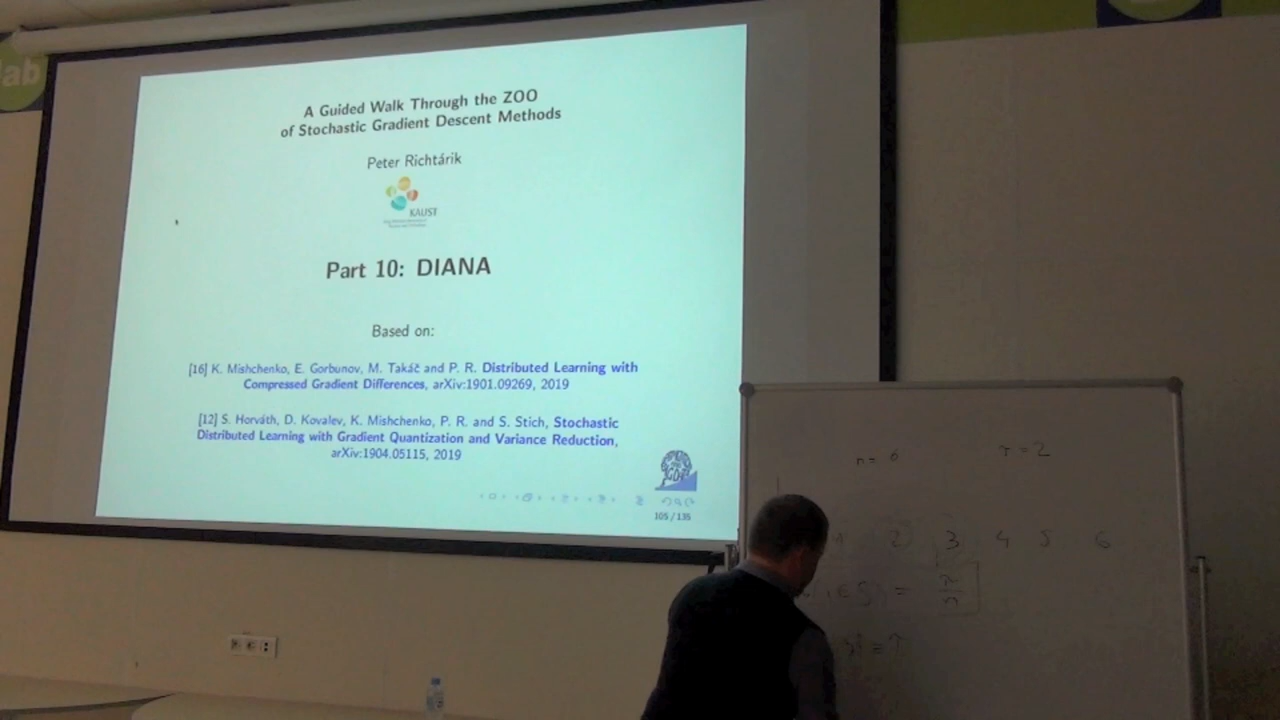 lab
A Guided Walk Through the ZOO
of Stochastic Gradient Descent Methods
Peter Richtárik
KAUST
Part 10: DIANA
Based on:
[16] K. Mishchenko, E. Gorbunov, M. Takáč and P. R. Distributed Learning with
Compressed Gradient Differences, arXiv:1901.09269, 2019
[12] S. Horváth, D. Kovalev, K. Mishchenko, P. R. and S. Stich, Stochastic
Distributed Learning with Gradient Quantization and Variance Reduction,
arXiv:1904.05115, 2019
105 / 135
n = 6 τ = 2
1 2 3 4 5 6